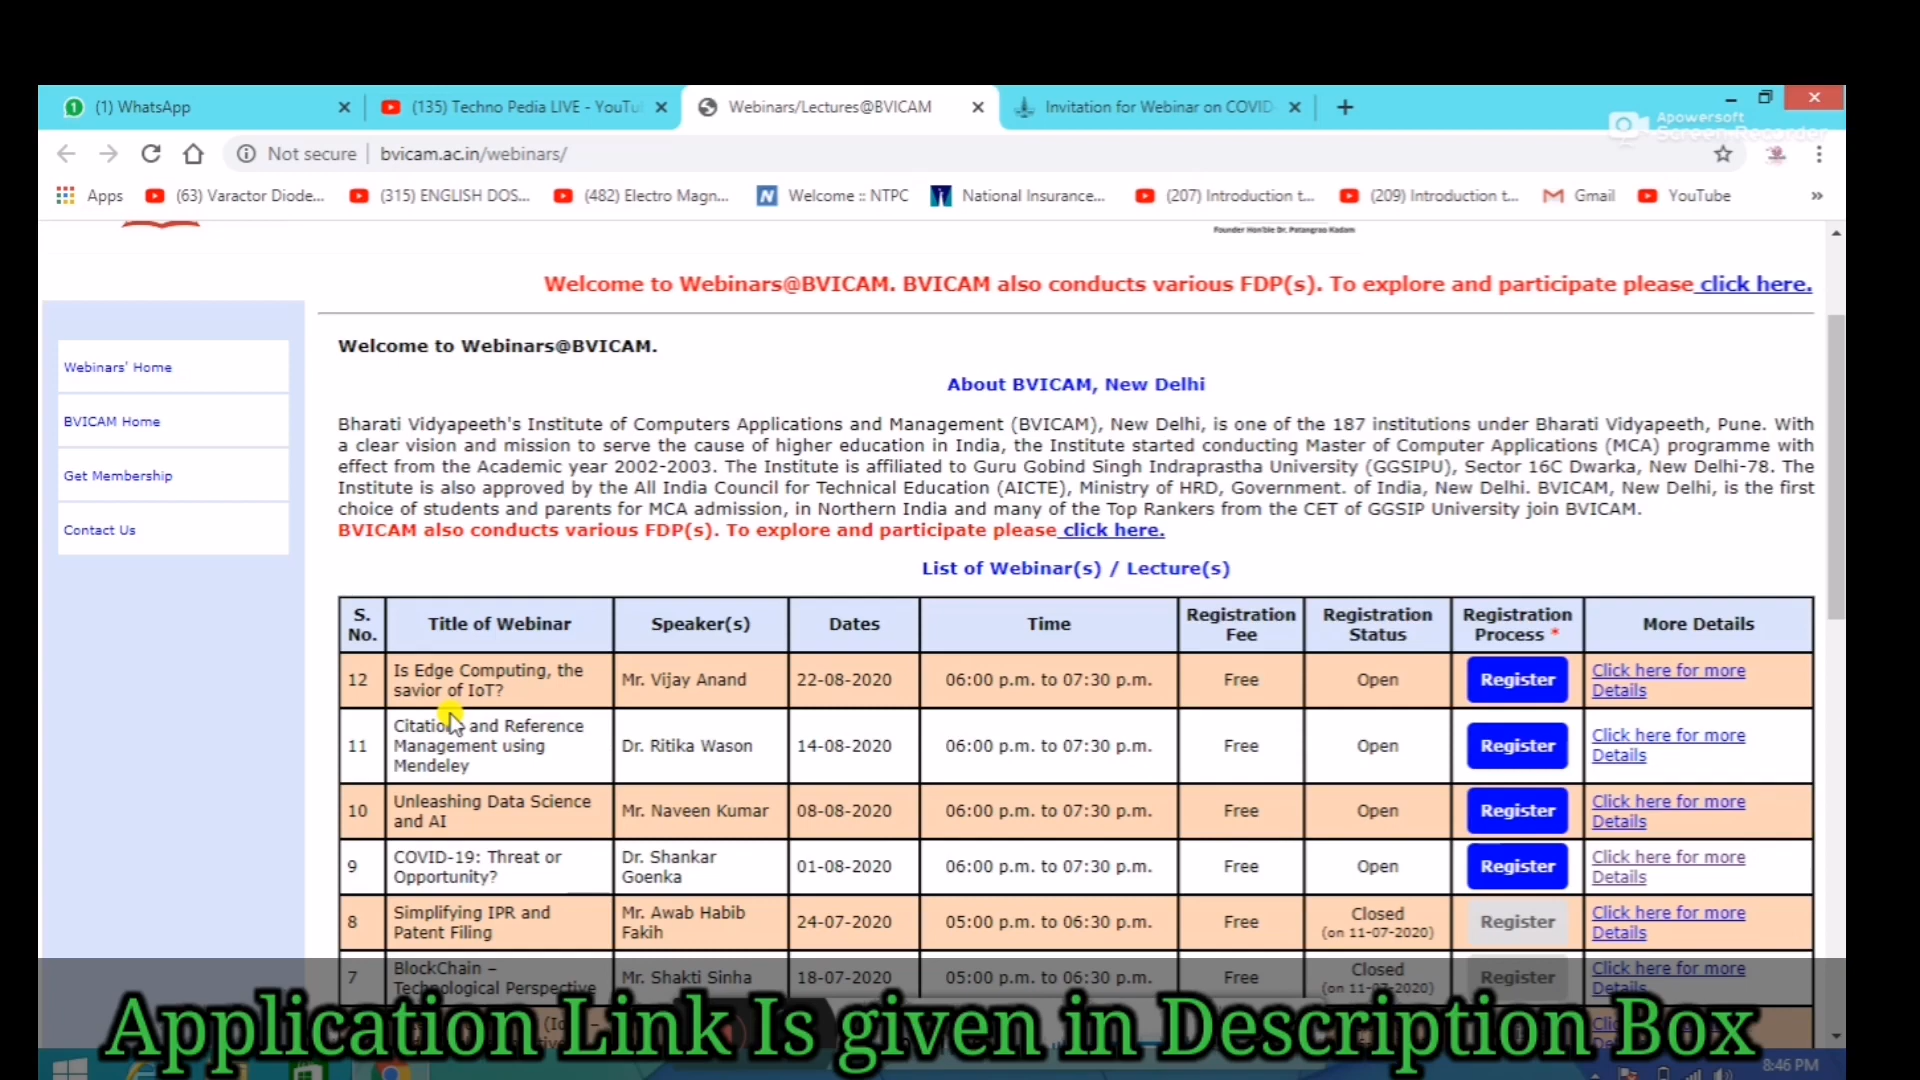 (1) WhatsApp
(135) Techno Pedia LIVE - YouTu
Webinars/Lectures@BVICAM
Invitation for Webinar on COVID-
Apowersoft
Screen Recorder
Not secure
bvicam.ac.in/webinars/
Apps
(63) Varactor Diode...
(315) ENGLISH DOS...
(482) Electro Magn...
Welcome :: NTPC
National Insurance...
(207) Introduction t...
(209) Introduction t...
Gmail
YouTube
»
Founder Hon'ble Dr. Patangrao Kadam
Welcome to Webinars@BVICAM. BVICAM also conducts various FDP(s). To explore and participate please click here.
Webinars' Home
BVICAM Home
Get Membership
Contact Us
Welcome to Webinars@BVICAM.
About BVICAM, New Delhi
Bharati Vidyapeeth's Institute of Computers Applications and Management (BVICAM), New Delhi, is one of the 187 institutions under Bharati Vidyapeeth, Pune. With
a clear vision and mission to serve the cause of higher education in India, the Institute started conducting Master of Computer Applications (MCA) programme with
effect from the Academic year 2002-2003. The Institute is affiliated to Guru Gobind Singh Indraprastha University (GGSIPU), Sector 16C Dwarka, New Delhi-78. The
Institute is also approved by the All India Council for Technical Education (AICTE), Ministry of HRD, Government. of India, New Delhi. BVICAM, New Delhi, is the first
choice of students and parents for MCA admission, in Northern India and many of the Top Rankers from the CET of GGSIP University join BVICAM.
BVICAM also conducts various FDP(s). To explore and participate please click here.
List of Webinar(s) / Lecture(s)
S. No. Title of Webinar Speaker(s) Dates Time Registration Fee Registration Status Registration Process * More Details
12 Is Edge Computing, the savior of IoT? Mr. Vijay Anand 22-08-2020 06:00 p.m. to 07:30 p.m. Free Open Register Click here for more Details
11 Citations and Reference Management using Mendeley Dr. Ritika Wason 14-08-2020 06:00 p.m. to 07:30 p.m. Free Open Register Click here for more Details
10 Unleashing Data Science and AI Mr. Naveen Kumar 08-08-2020 06:00 p.m. to 07:30 p.m. Free Open Register Click here for more Details
9 COVID-19: Threat or Opportunity? Dr. Shankar Goenka 01-08-2020 06:00 p.m. to 07:30 p.m. Free Open Register Click here for more Details
8 Simplifying IPR and Patent Filing Mr. Awab Habib Fakih 24-07-2020 05:00 p.m. to 06:30 p.m. Free Closed (on 11-07-2020) Register Click here for more Details
7 BlockChain – Technological Perspective Mr. Shakti Sinha 18-07-2020 05:00 p.m. to 06:30 p.m. Free Closed (on 11-07-2020) Register Click here for more Details
Application Link Is given in Description Box
8:46 PM